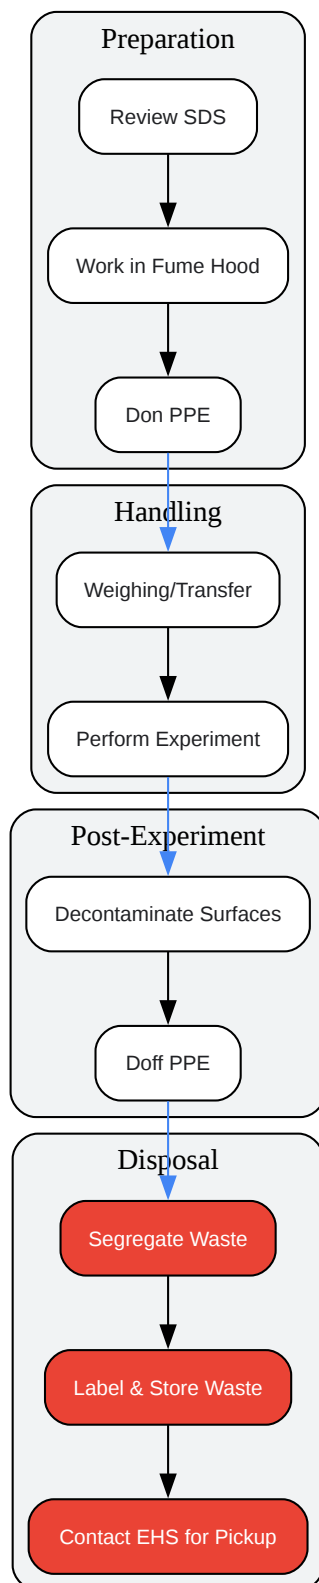 Preparation
Review SDS
Work in Fume Hood
Don PPE
Handling
Weighing/Transfer
Perform Experiment
Post-Experiment
Decontaminate Surfaces
Doff PPE
Disposal
Segregate Waste
Label & Store Waste
Contact EHS for Pickup